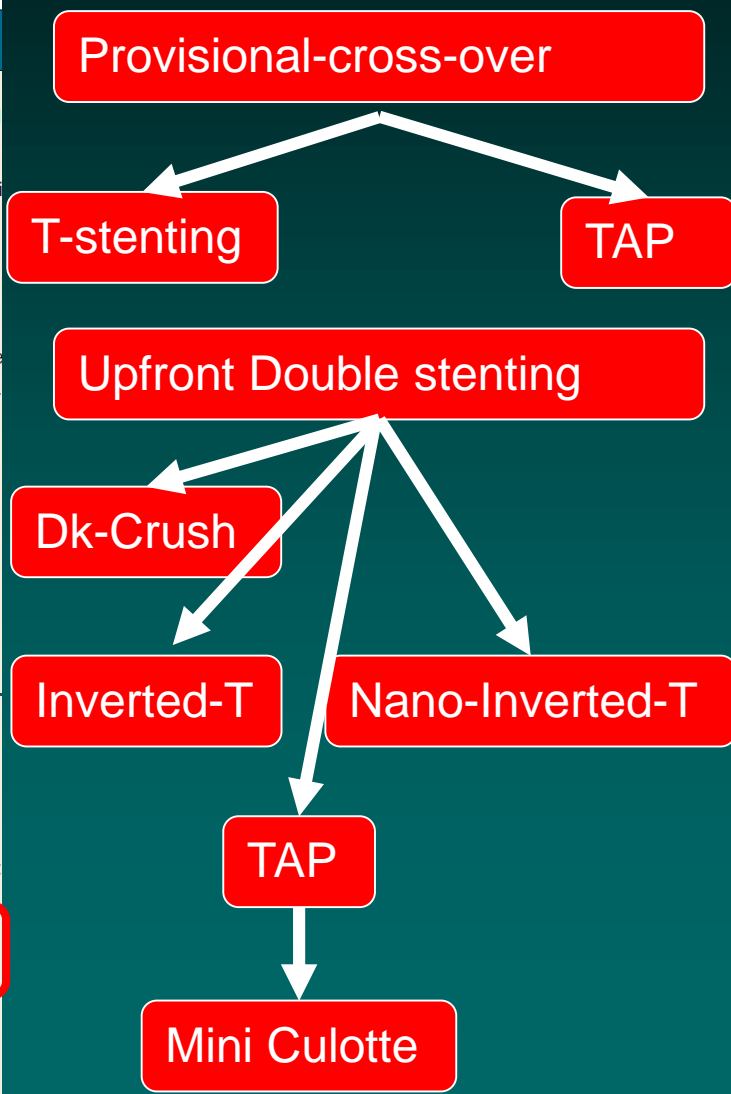 Provisional-cross-over
T-stenting
TAP
Upfront Double stenting
Dk-Crush
Inverted-T
Nano-Inverted-T
TAP
Mini Culotte